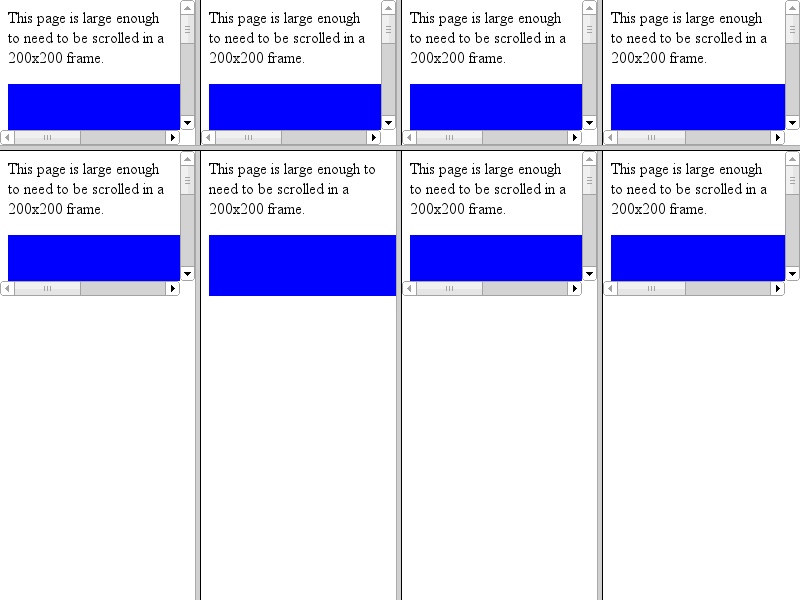 This page is large enough
to need to be scrolled in a
200x200 frame.
This page is large enough
to need to be scrolled in a
200x200 frame.
This page is large enough
to need to be scrolled in a
200x200 frame.
This page is large enough
to need to be scrolled in a
200x200 frame.
This page is large enough
to need to be scrolled in a
200x200 frame.
This page is large enough to
need to be scrolled in a
200x200 frame.
This page is large enough
to need to be scrolled in a
200x200 frame.
This page is large enough
to need to be scrolled in a
200x200 frame.